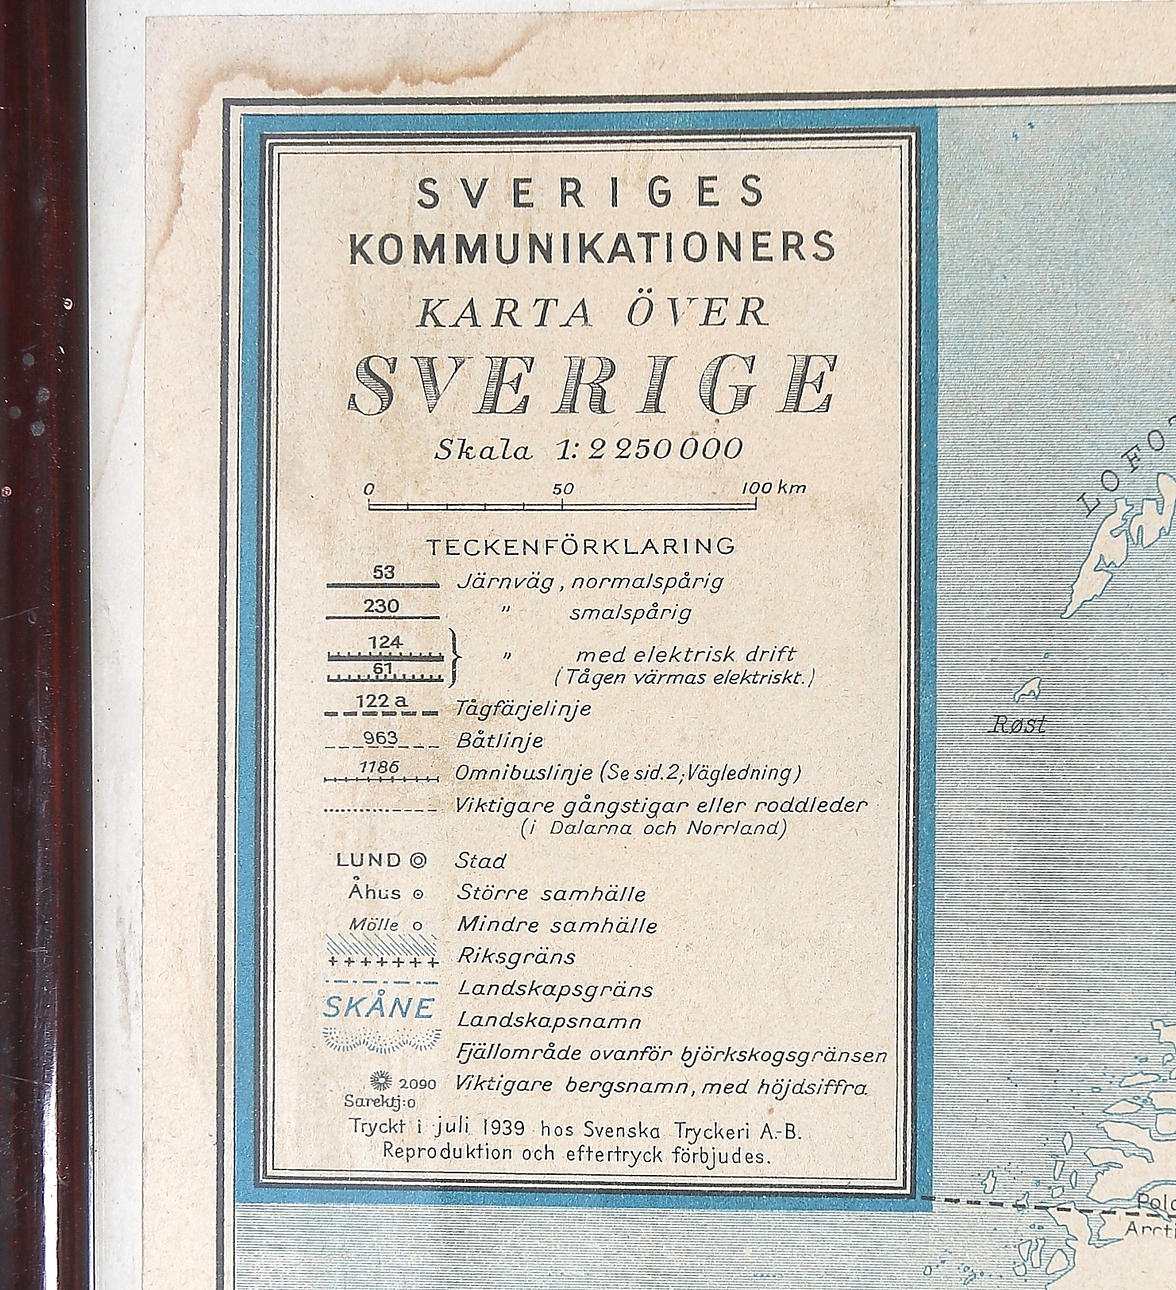 SVERIGES
KOMMUNIKATIONERS
KARTA ÖVER
SVERIGE
Skala 1:2 250 000
0 50 100 km
TECKENFÖRKLARING
53 Järnväg, normalspårig
230 " smalspårig
124 " med elektrisk drift
61 (Tågen värmas elektriskt.)
122 a Tågfärjelinje
963 Båtlinje
1186 Omnibuslinje (Se sid. 2; Vägledning)
Viktigare gångstigar eller roddleder
(i Dalarna och Norrland)
LUND Stad
Åhus Större samhälle
Mölle Mindre samhälle
Riksgräns
Landskapsgräns
SKÅNE Landskapsnamn
Fjällområde ovanför björkskogsgränsen
2090 Viktigare bergsnamn, med höjdsiffra
Sarektj:o
Tryckt i juli 1939 hos Svenska Tryckeri A.-B.
Reproduktion och eftertryck förbjudes.
LOFOT
Røst
Pol
Arct